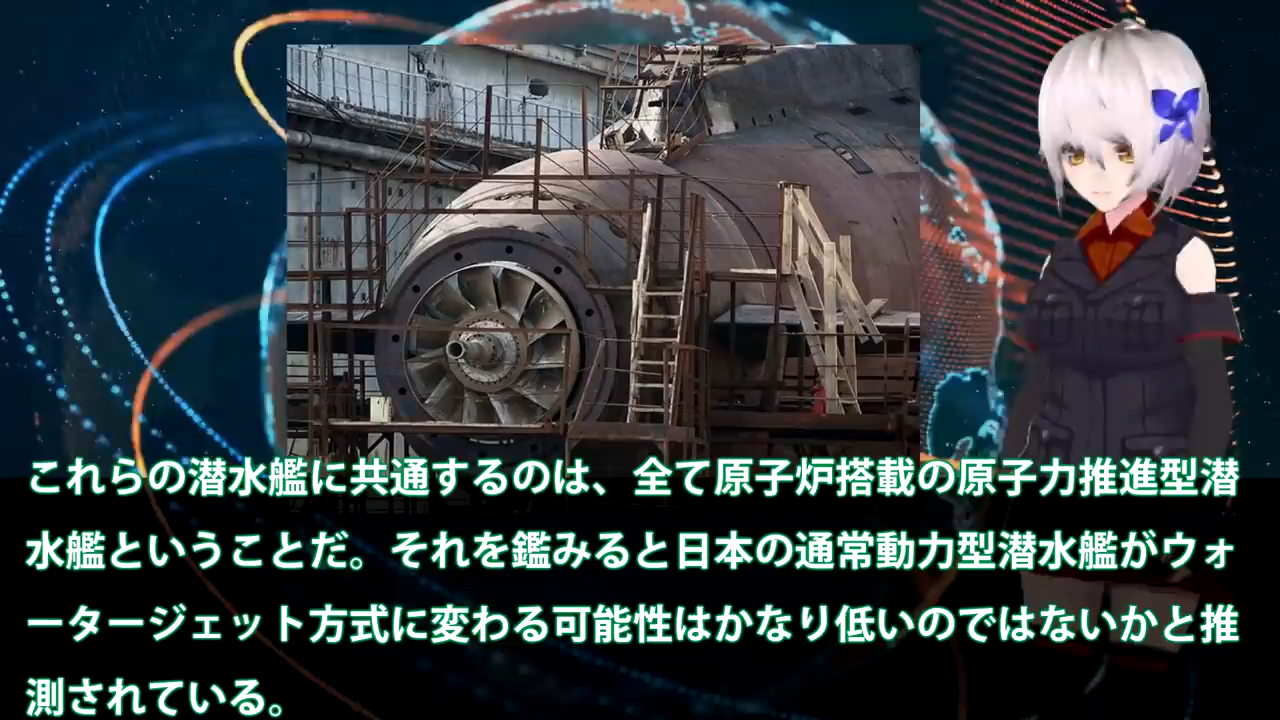 これらの潜水艦に共通するのは、全て原子炉搭載の原子力推進型潜
水艦ということだ。それを鑑みると日本の通常動力型潜水艦がウォ
ータージェット方式に変わる可能性はかなり低いのではないかと推
測されている。